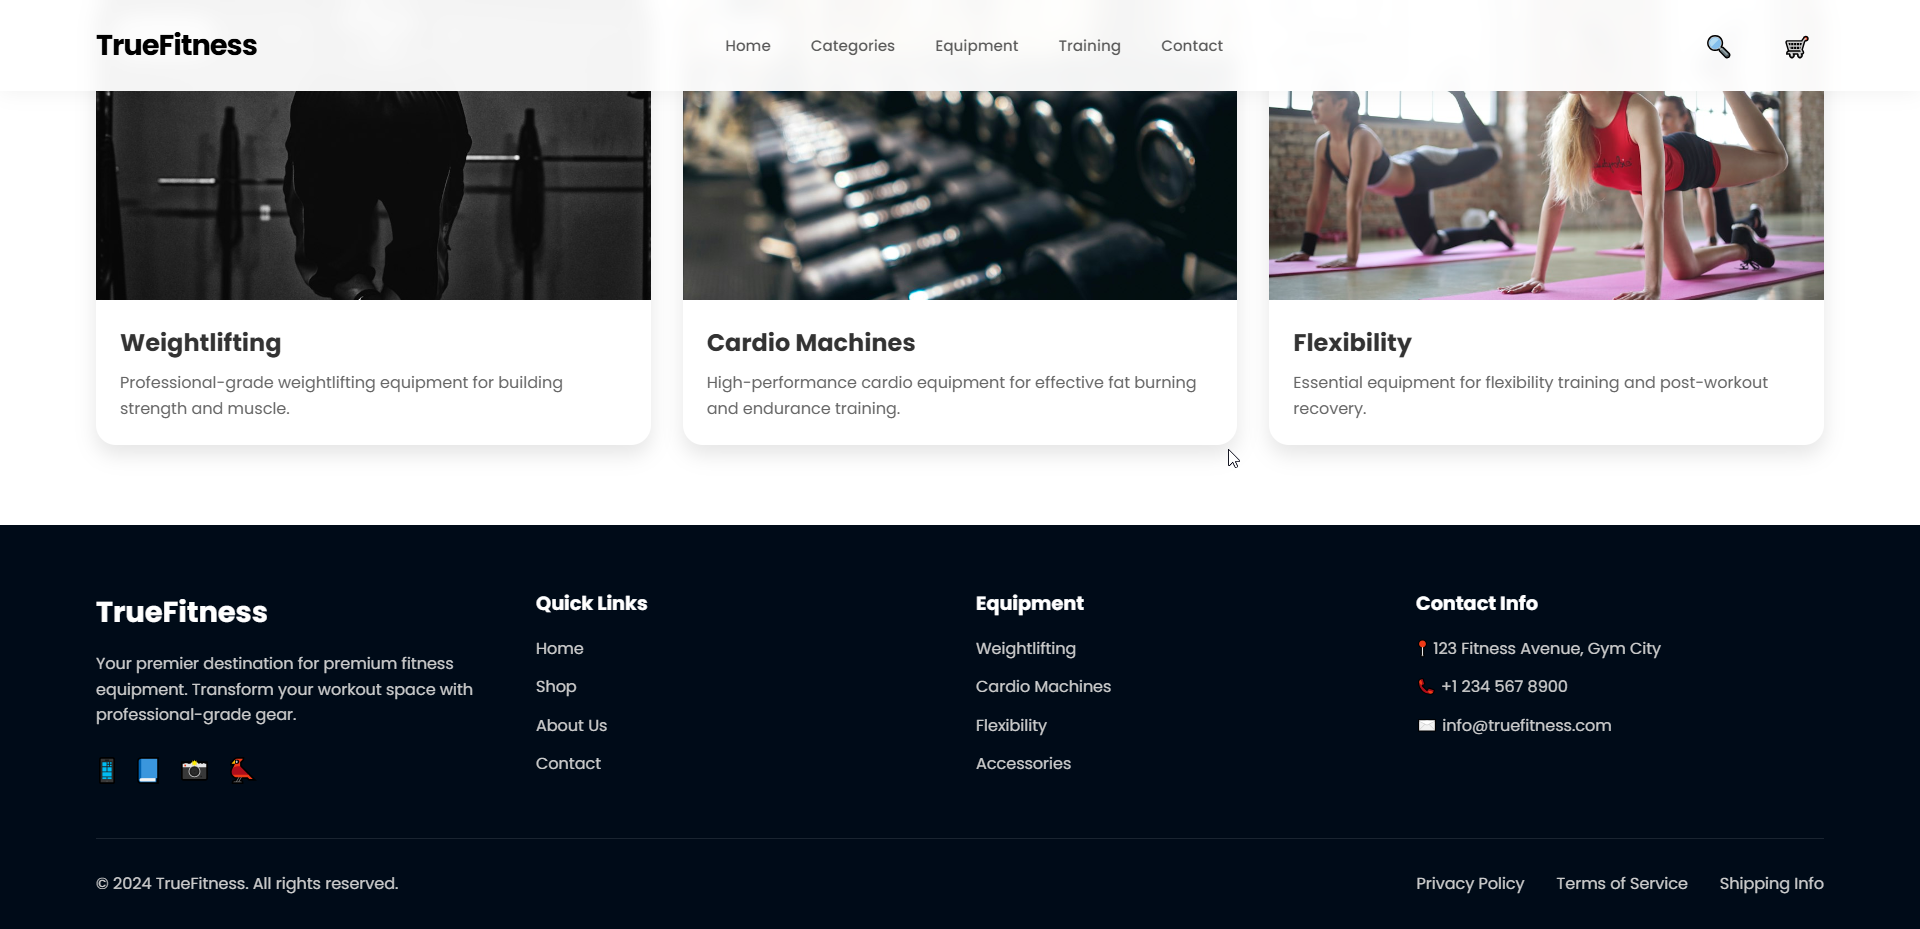 TrueFitness
Home
Categories
Equipment
Training
Contact
Weightlifting
Professional-grade weightlifting equipment for building
strength and muscle.
Cardio Machines
High-performance cardio equipment for effective fat burning
and endurance training.
Flexibility
Essential equipment for flexibility training and post-workout
recovery.
TrueFitness
Your premier destination for premium fitness
equipment. Transform your workout space with
professional-grade gear.
Quick Links
Home
Shop
About Us
Contact
Equipment
Weightlifting
Cardio Machines
Flexibility
Accessories
Contact Info
123 Fitness Avenue, Gym City
+1 234 567 8900
info@truefitness.com
© 2024 TrueFitness. All rights reserved.
Privacy Policy
Terms of Service
Shipping Info